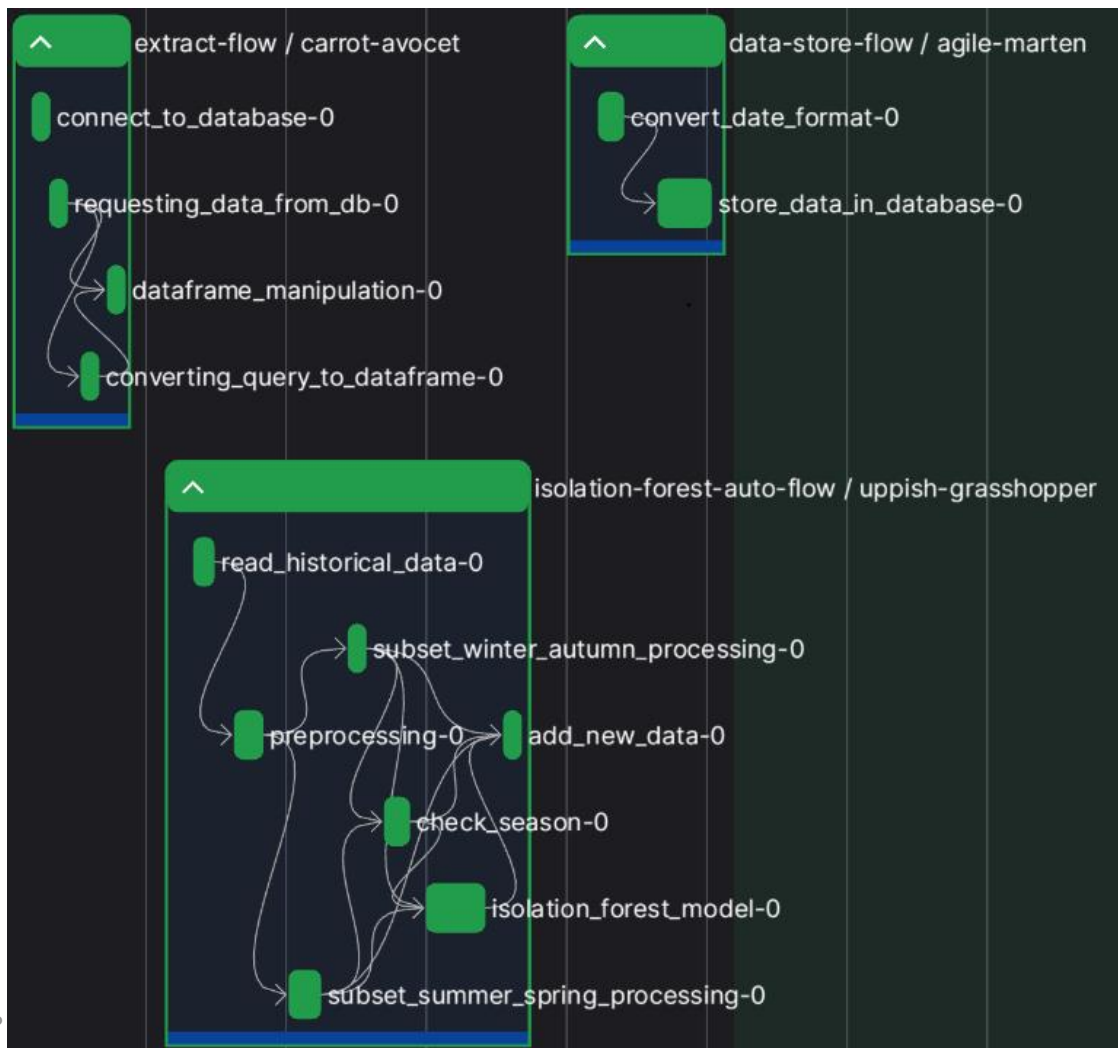 extract-flow / carrot-avocet
connect_to_database-0
requesting_data_from_db-0
dataframe_manipulation-0
converting_query_to_dataframe-0
data-store-flow / agile-marten
convert_date_format-0
store_data_in_database-0
isolation-forest-auto-flow / uppish-grasshopper
read_historical_data-0
subset_winter_autumn_processing-0
preprocessing-0
add_new_data-0
check_season-0
isolation_forest_model-0
subset_summer_spring_processing-0